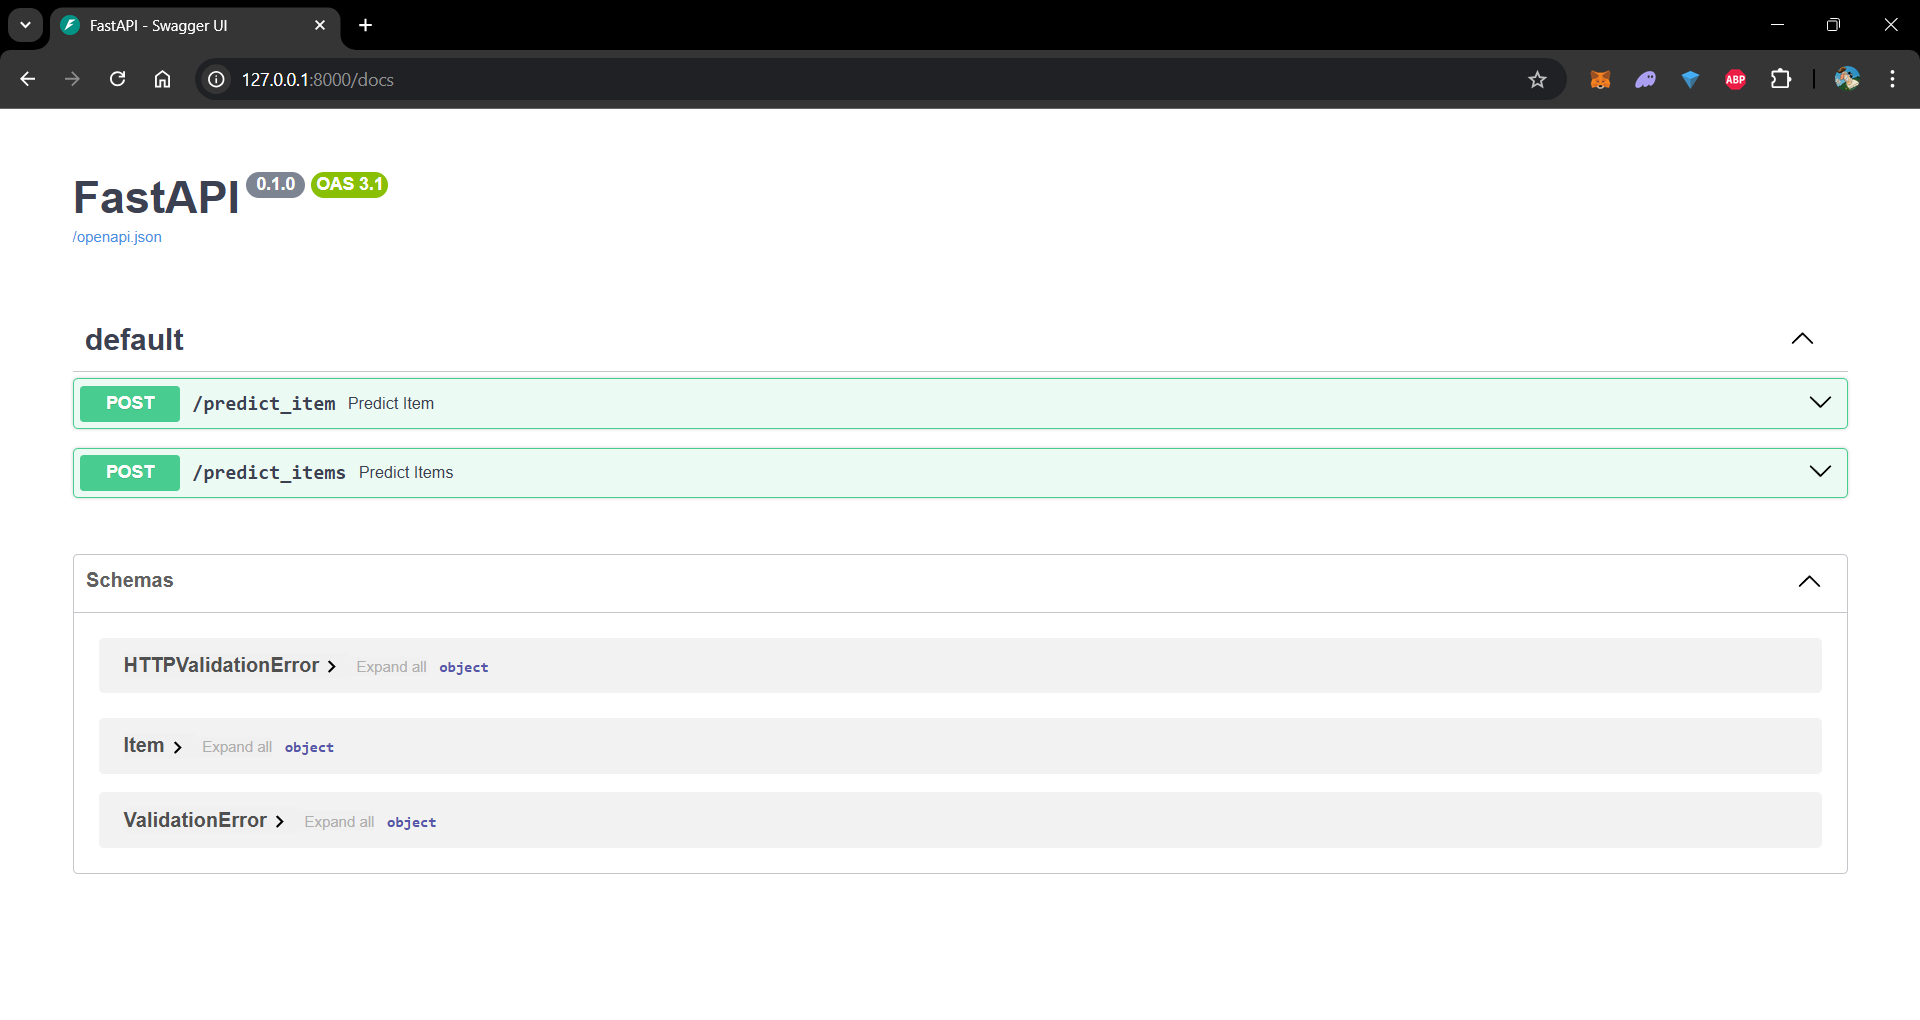 FastAPI - Swagger UI
127.0.0.1:8000/docs
ABP
FastAPI 0.1.0 OAS 3.1
/openapi.json
default
POST /predict_item Predict Item
POST /predict_items Predict Items
Schemas
HTTPValidationError Expand all object
Item Expand all object
ValidationError Expand all object